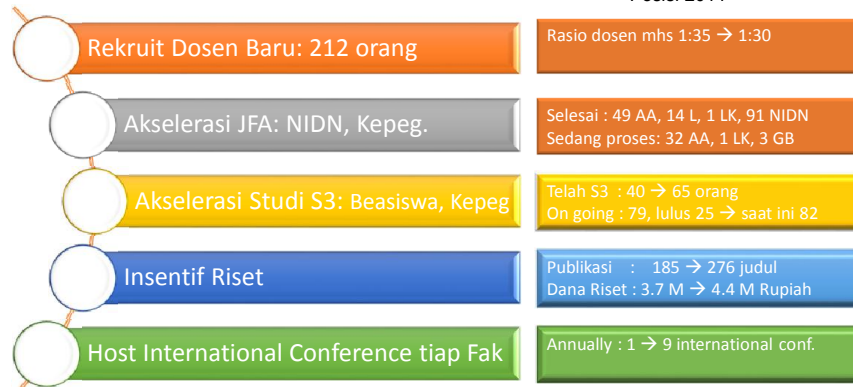 Rekruit Dosen Baru: 212 orang
Rasio dosen mhs 1:35 → 1:30
Akselerasi JFA: NIDN, Kepeg.
Selesai : 49 AA, 14 L, 1 LK, 91 NIDN
Sedang proses: 32 AA, 1 LK, 3 GB
Akselerasi Studi S3: Beasiswa, Kepeg
Telah S3 : 40 → 65 orang
On going : 79, lulus 25 → saat ini 82
Insentif Riset
Publikasi : 185 → 276 judul
Dana Riset : 3.7 M → 4.4 M Rupiah
Host International Conference tiap Fak
Annually : 1 → 9 international conf.